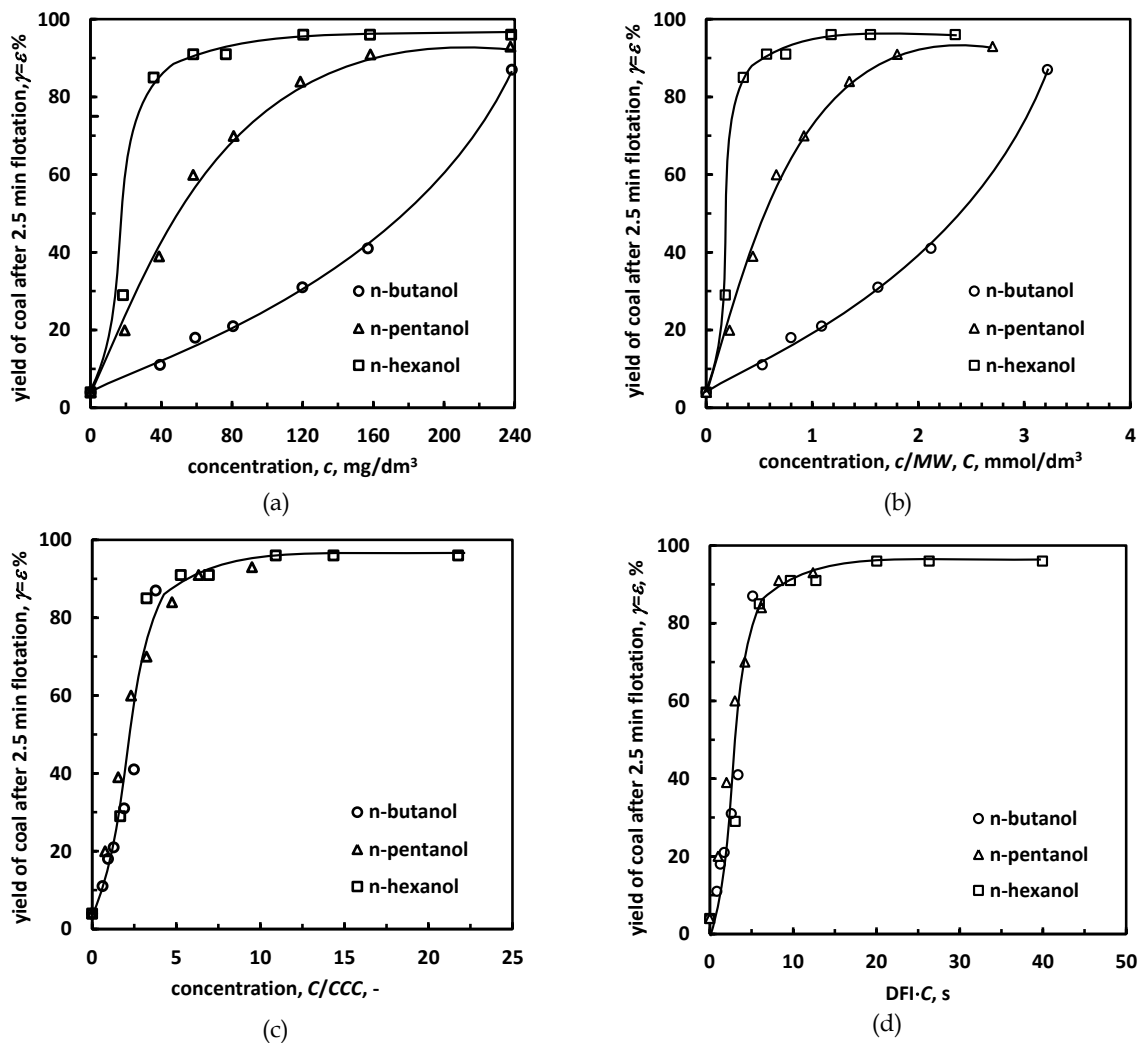 yield of coal after 2.5 min flotation,γ=ε%
100
80
60
40
20
0
0 40 80 120 160 200 240
concentration, c, mg/dm³
n-butanol
n-pentanol
n-hexanol
(a)
yield of coal after 2.5 min flotation, γ=ε%
100
80
60
40
20
0
0 1 2 3 4
concentration, c/MW, C, mmol/dm³
n-butanol
n-pentanol
n-hexanol
(b)
yield of coal after 2.5 min flotation, γ=ε%
100
80
60
40
20
0
0 5 10 15 20 25
concentration, C/CCC, -
n-butanol
n-pentanol
n-hexanol
(c)
yield of coal after 2.5 min flotation, γ=ε, %
100
80
60
40
20
0
0 10 20 30 40 50
DFI·C, s
n-butanol
n-pentanol
n-hexanol
(d)